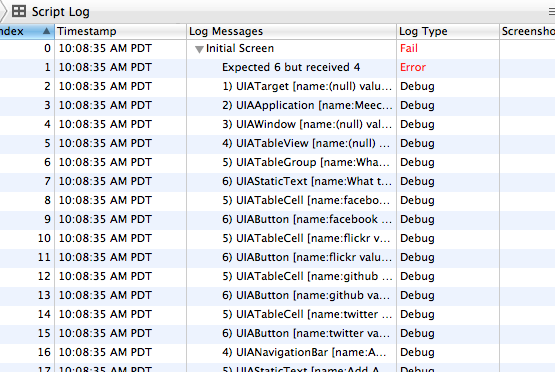 Script Log
ndex Timestamp Log Messages Log Type Screensho
0 10:08:35 AM PDT Initial Screen Fail
1 10:08:35 AM PDT Expected 6 but received 4 Error
2 10:08:35 AM PDT 1) UIATarget [name:(null) valu... Debug
3 10:08:35 AM PDT 2) UIAApplication [name:Meec... Debug
4 10:08:35 AM PDT 3) UIAWindow [name:(null) val... Debug
5 10:08:35 AM PDT 4) UIATableView [name:(null) ... Debug
6 10:08:35 AM PDT 5) UIATableGroup [name:Wha... Debug
7 10:08:35 AM PDT 6) UIAStaticText [name:What t... Debug
8 10:08:35 AM PDT 5) UIATableCell [name:facebo... Debug
9 10:08:35 AM PDT 6) UIAButton [name:facebook ... Debug
10 10:08:35 AM PDT 5) UIATableCell [name:flickr v... Debug
11 10:08:35 AM PDT 6) UIAButton [name:flickr valu... Debug
12 10:08:35 AM PDT 5) UIATableCell [name:github ... Debug
13 10:08:35 AM PDT 6) UIAButton [name:github va... Debug
14 10:08:35 AM PDT 5) UIATableCell [name:twitter ... Debug
15 10:08:35 AM PDT 6) UIAButton [name:twitter va... Debug
16 10:08:35 AM PDT 4) UIANavigationBar [name:A... Debug
17 10:08:35 AM PDT 5) UIAStaticText [name:Add A... Debug